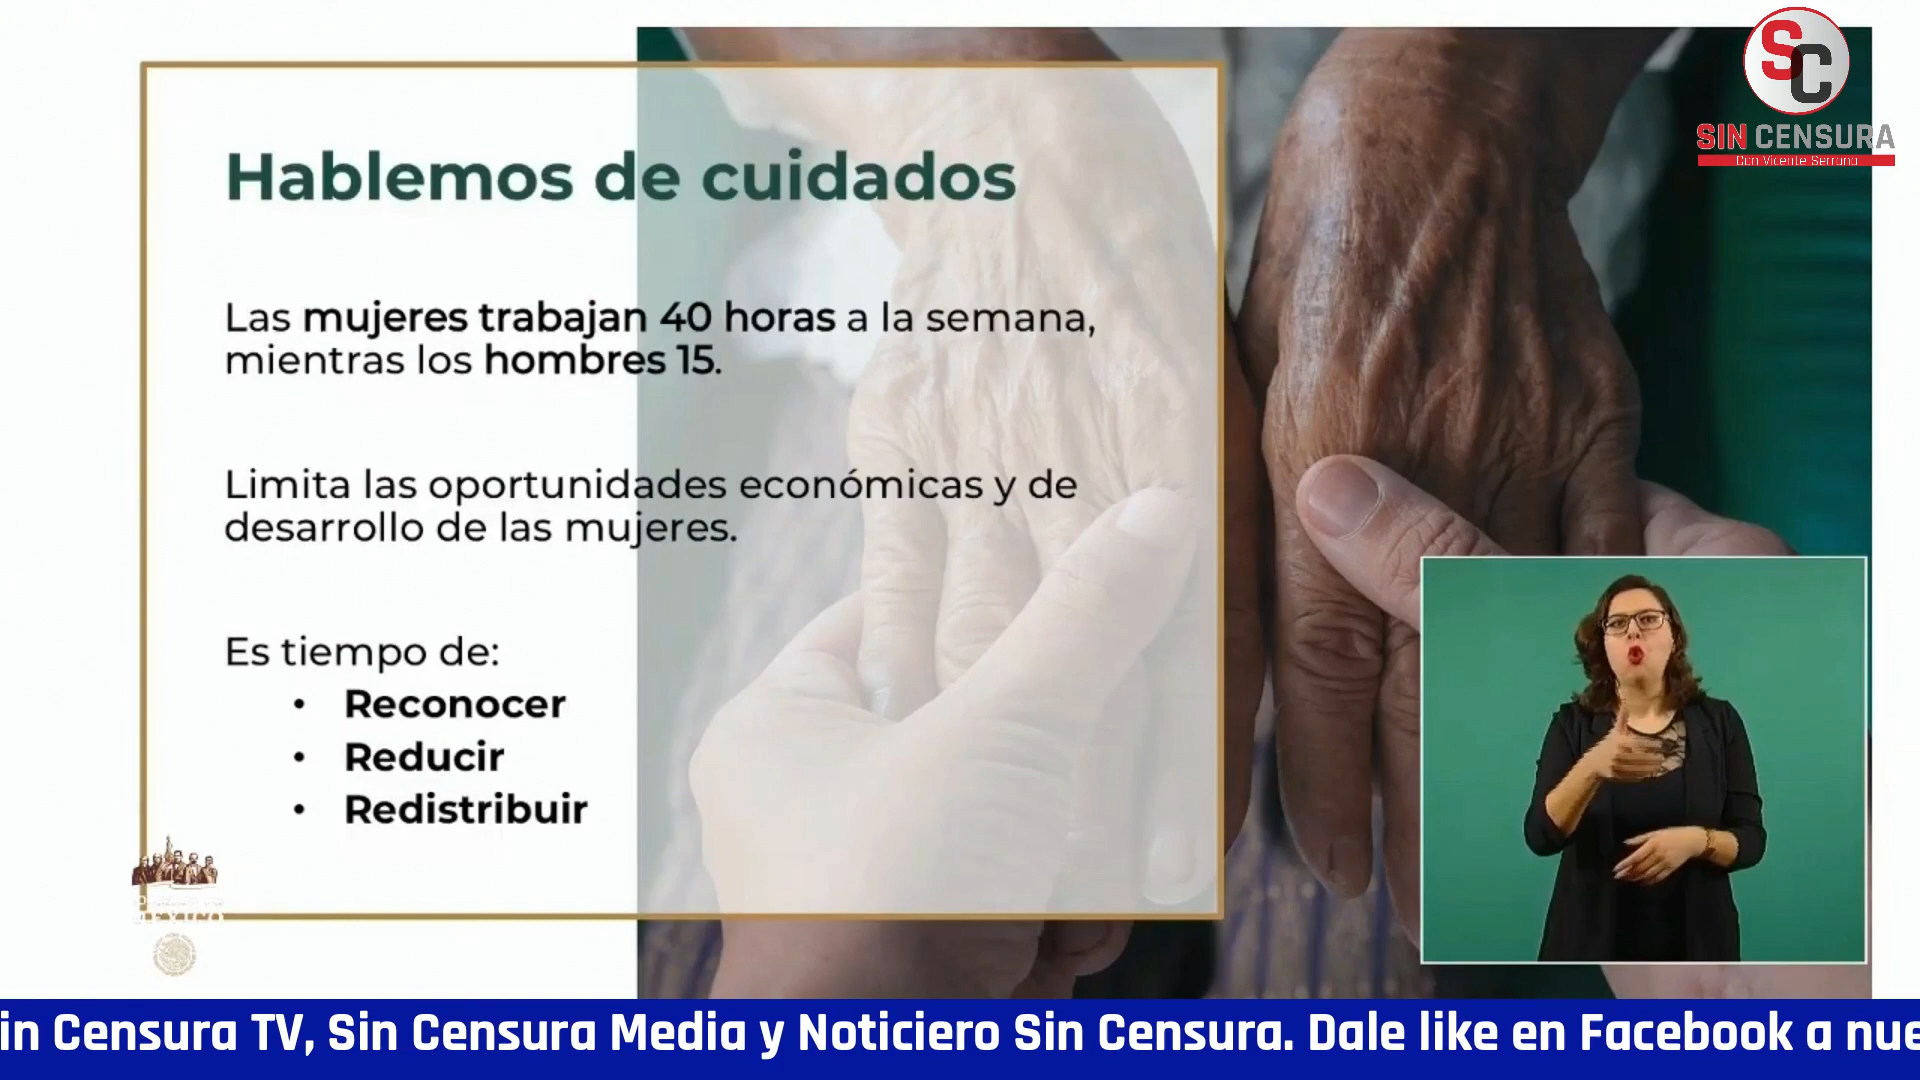 SC
SIN CENSURA
Con Vicente Serrano
Hablemos de cuidados
Las mujeres trabajan 40 horas a la semana,
mientras los hombres 15.
Limita las oportunidades económicas y de
desarrollo de las mujeres.
Es tiempo de:
• Reconocer
• Reducir
• Redistribuir
MÉXICO
in Censura TV, Sin Censura Media y Noticiero Sin Censura. Dale like en Facebook a nue